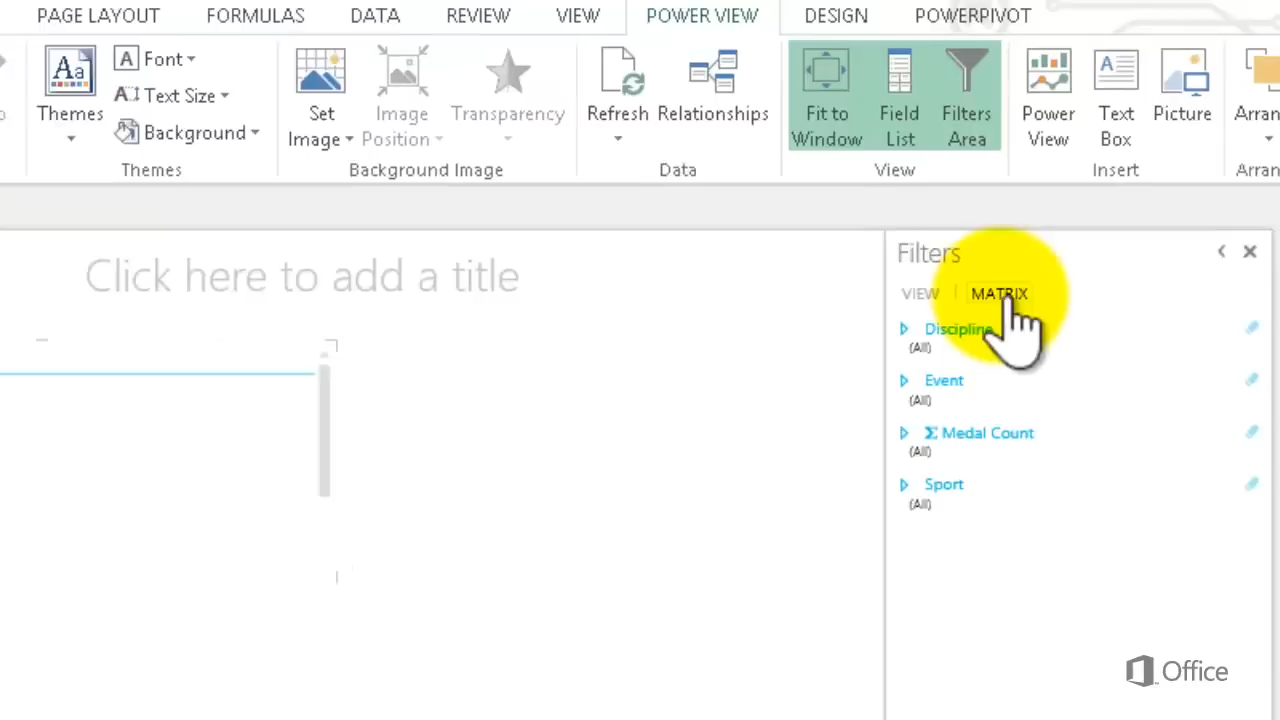 PAGE LAYOUT FORMULAS DATA REVIEW VIEW POWER VIEW DESIGN POWERPIVOT
Themes
Font
Text Size
Background
Themes
Set Image
Image Position
Transparency
Background Image
Refresh
Relationships
Data
Fit to Window
Field List
Filters Area
View
Power View
Text Box
Picture
Insert
Arran
Arran
Click here to add a title
Filters
VIEW MATRIX
Discipline
(All)
Event
(All)
Σ Medal Count
(All)
Sport
(All)
Office